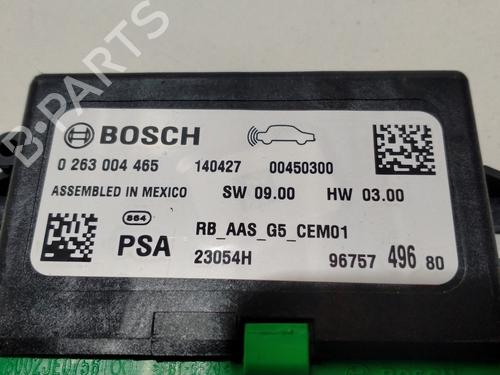 BOSCH
0 263 004 465 140427 00450300
ASSEMBLED IN MEXICO SW 09.00 HW 03.00
564 RB_AAS_G5_CEM01
PSA 23054H 96757 496 80
B-PARTS